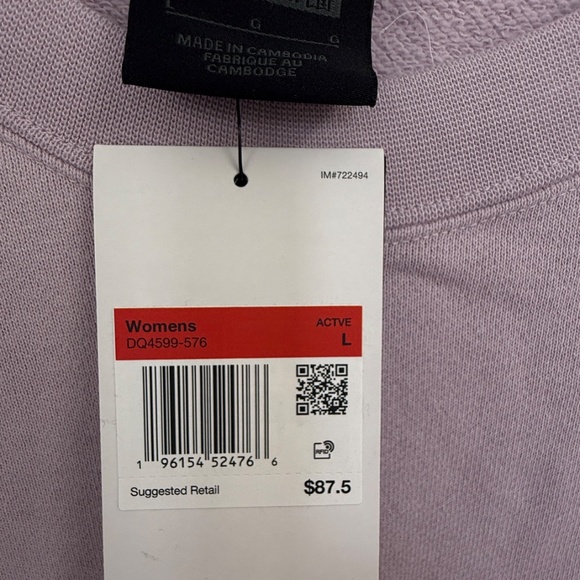 L G G
MADE IN CAMBODIA
FABRIQUE AU
CAMBODGE
IM#722494
Womens ACTVE
DQ4599-576 L
1 96154 52476 6
RFID
Suggested Retail $87.5